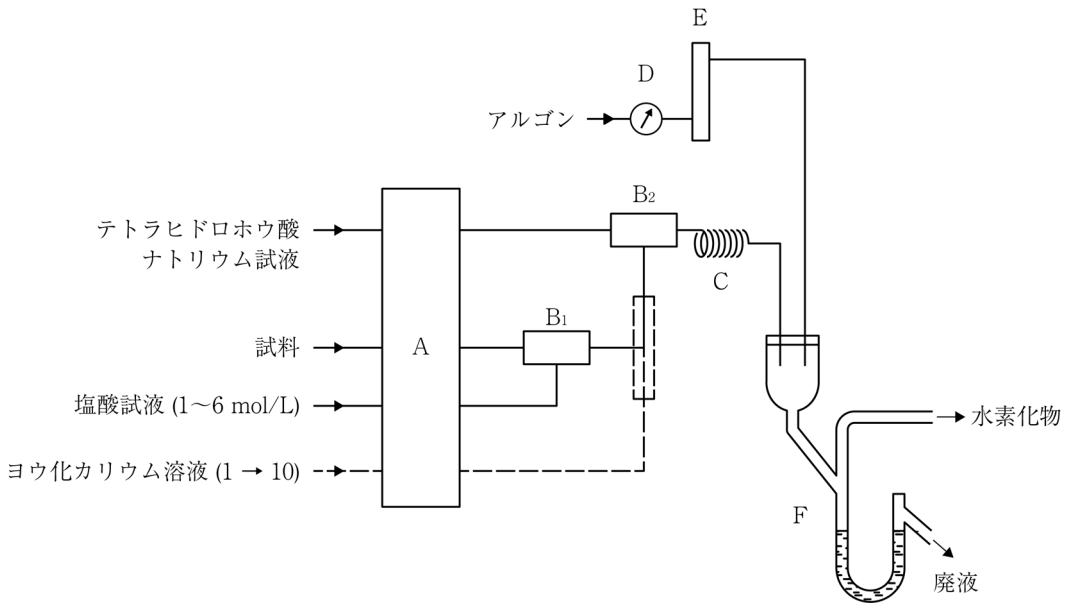 E
D
アルゴン
B2
テトラヒドロホウ酸
ナトリウム試液
C
B1
試料
A
塩酸試液 (1～6 mol/L)
水素化物
ヨウ化カリウム溶液 (1 → 10)
F
廃液